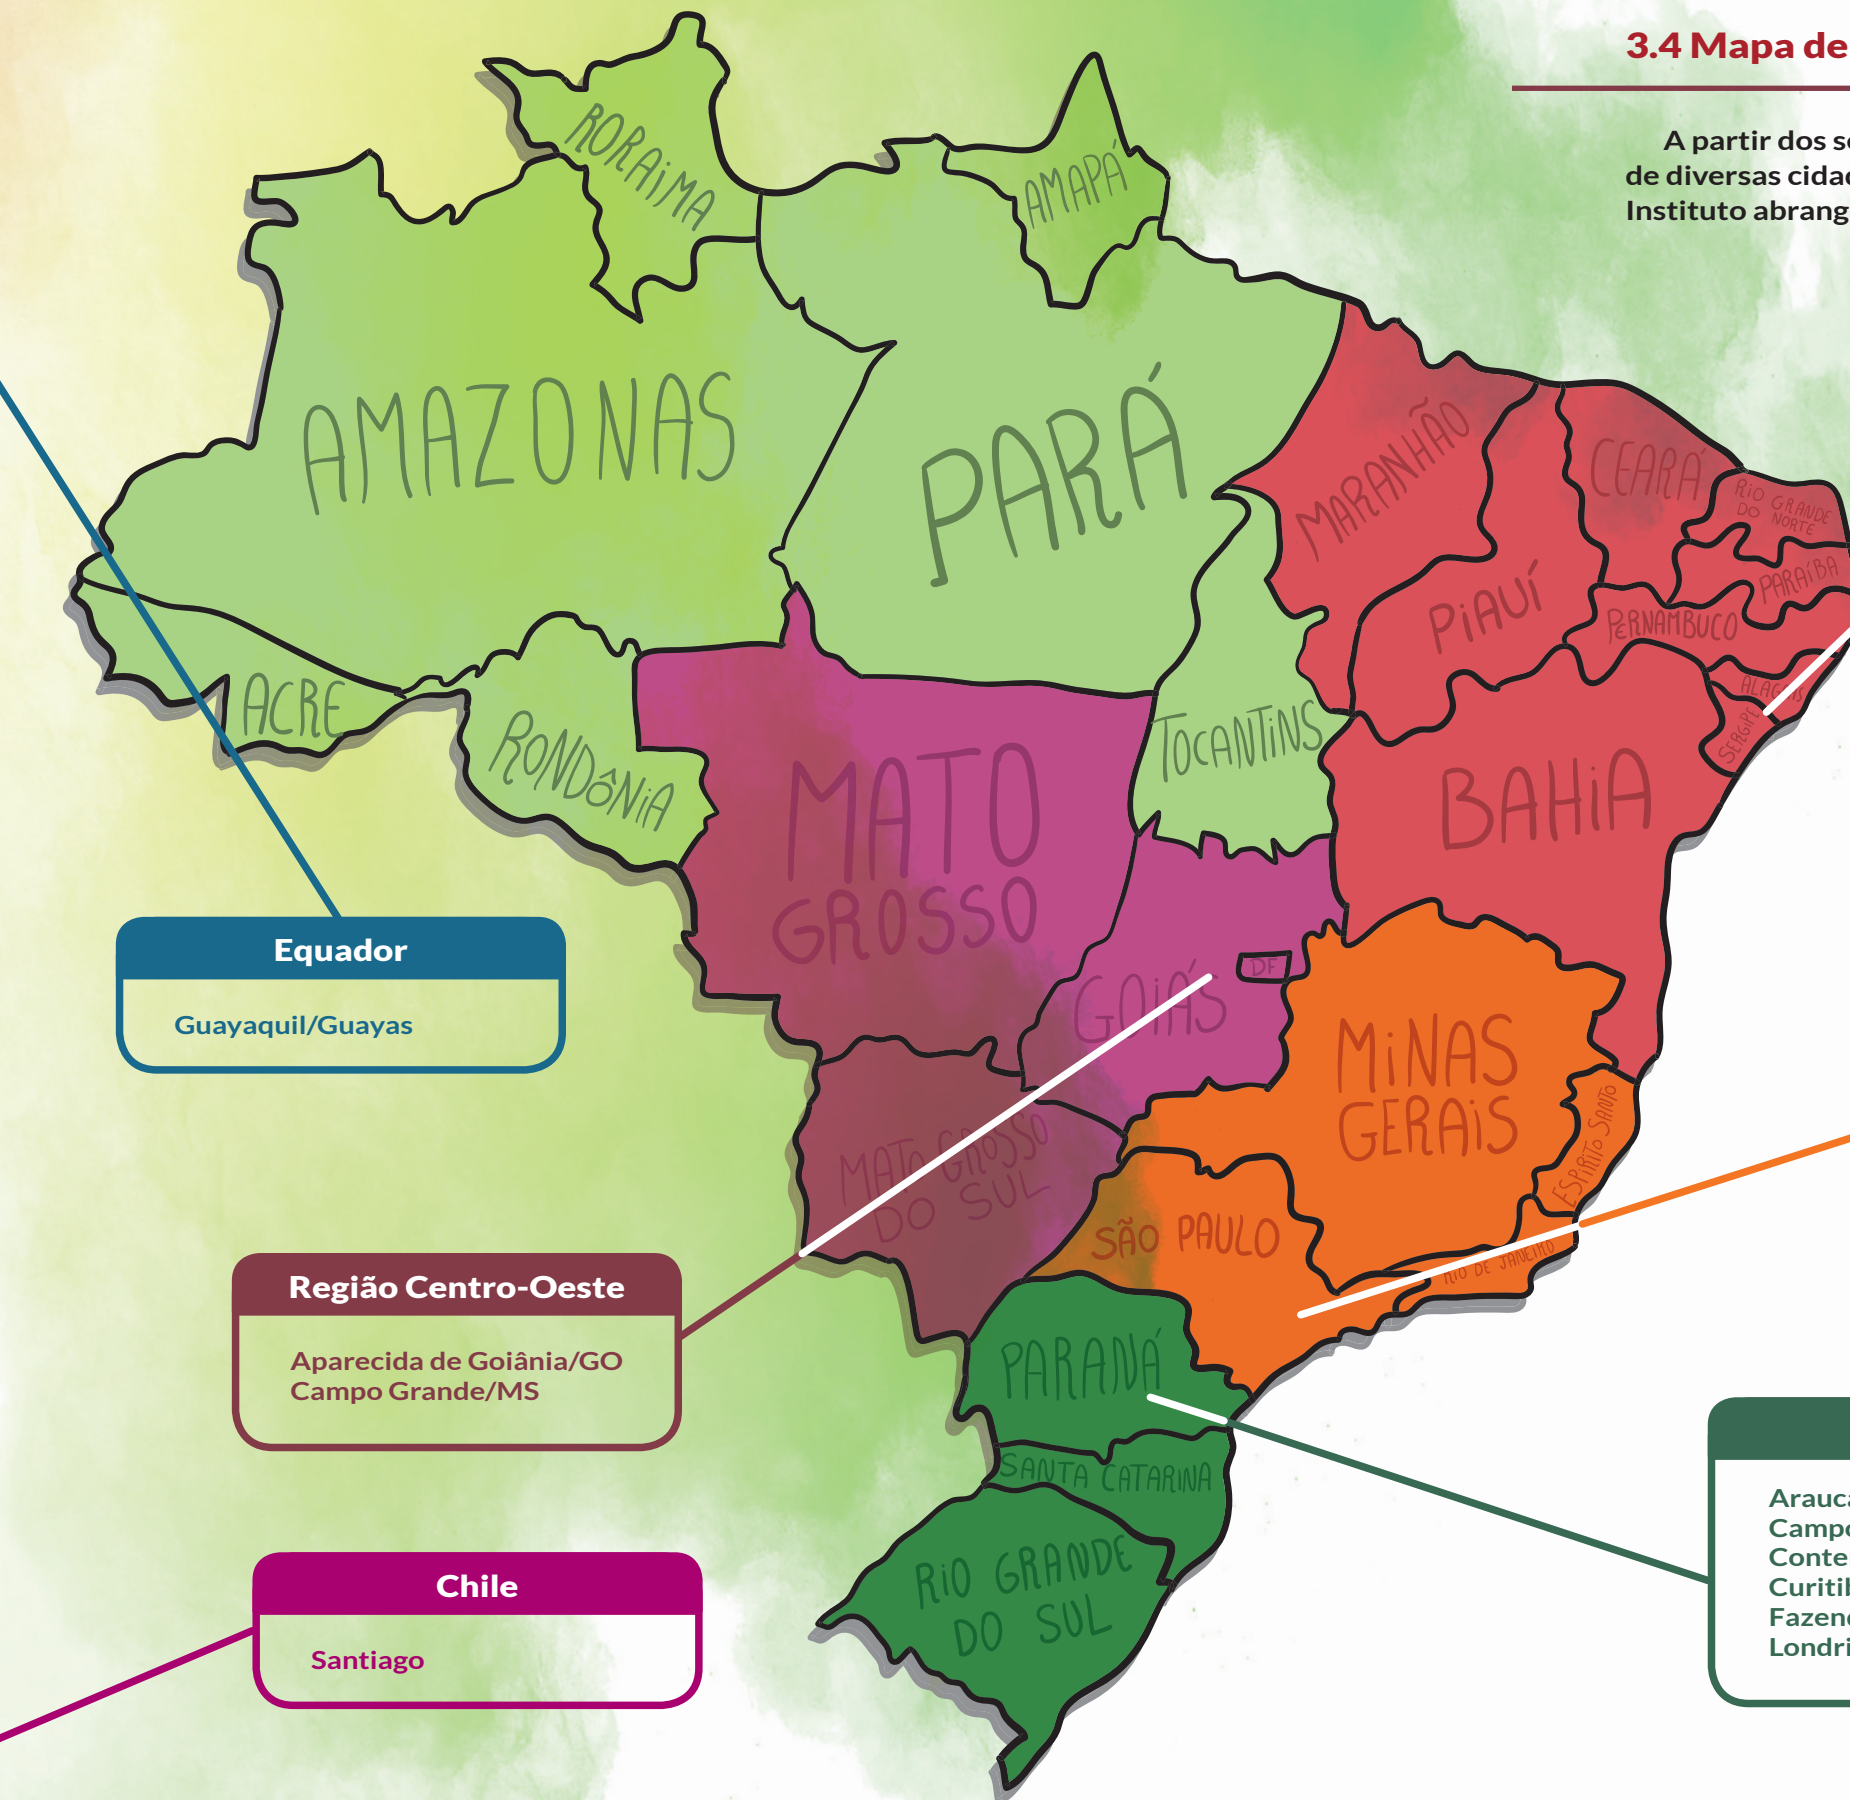 3.4 Mapa de
A partir dos
de diversas
Instituto
RORAiMA
AMAPÁ
AMAZONAS
PARÁ
MARANHÃO
CEARÁ
RiO GRANDE
DO NORTE
PARAíBA
PiAUÍ
PERNAMBUCO
ACRE
ALAGOAS
SERGiPE
RONDôNiA
TOCANTiNS
MATO
GROSSO
BAHiA
DF
GOiÁS
MiNAS
GERAiS
ESPíRiTO SANTO
MATO GROSSO
DO SUL
SÃO PAULO
RIO DE JANEIRO
PARANÁ
SANTA CATARiNA
RiO GRANDE
DO SUL
Equador
Guayaquil/Guayas
Região Centro-Oeste
Aparecida de Goiânia/GO
Campo Grande/MS
Chile
Santiago